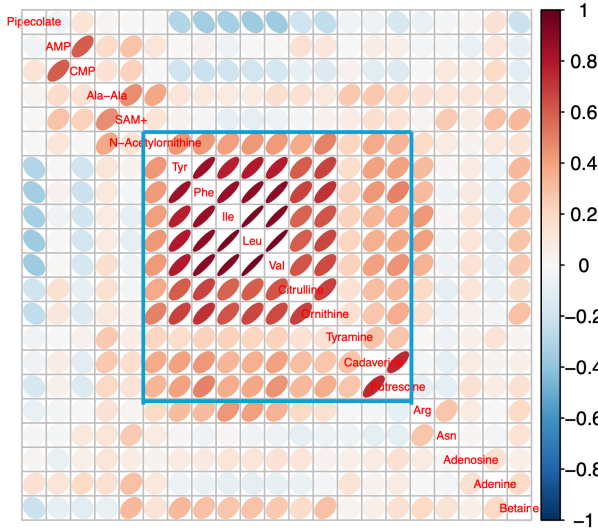 Pipecolate
AMP
CMP
Ala-Ala
SAM+
N-Acetylornithine
Tyr
Phe
Ile
Leu
Val
Citrulline
Ornithine
Tyramine
Cadaverine
Putrescine
Arg
Asn
Adenosine
Adenine
Betaine
1
0.8
0.6
0.4
0.2
0
-0.2
-0.4
-0.6
-0.8
-1